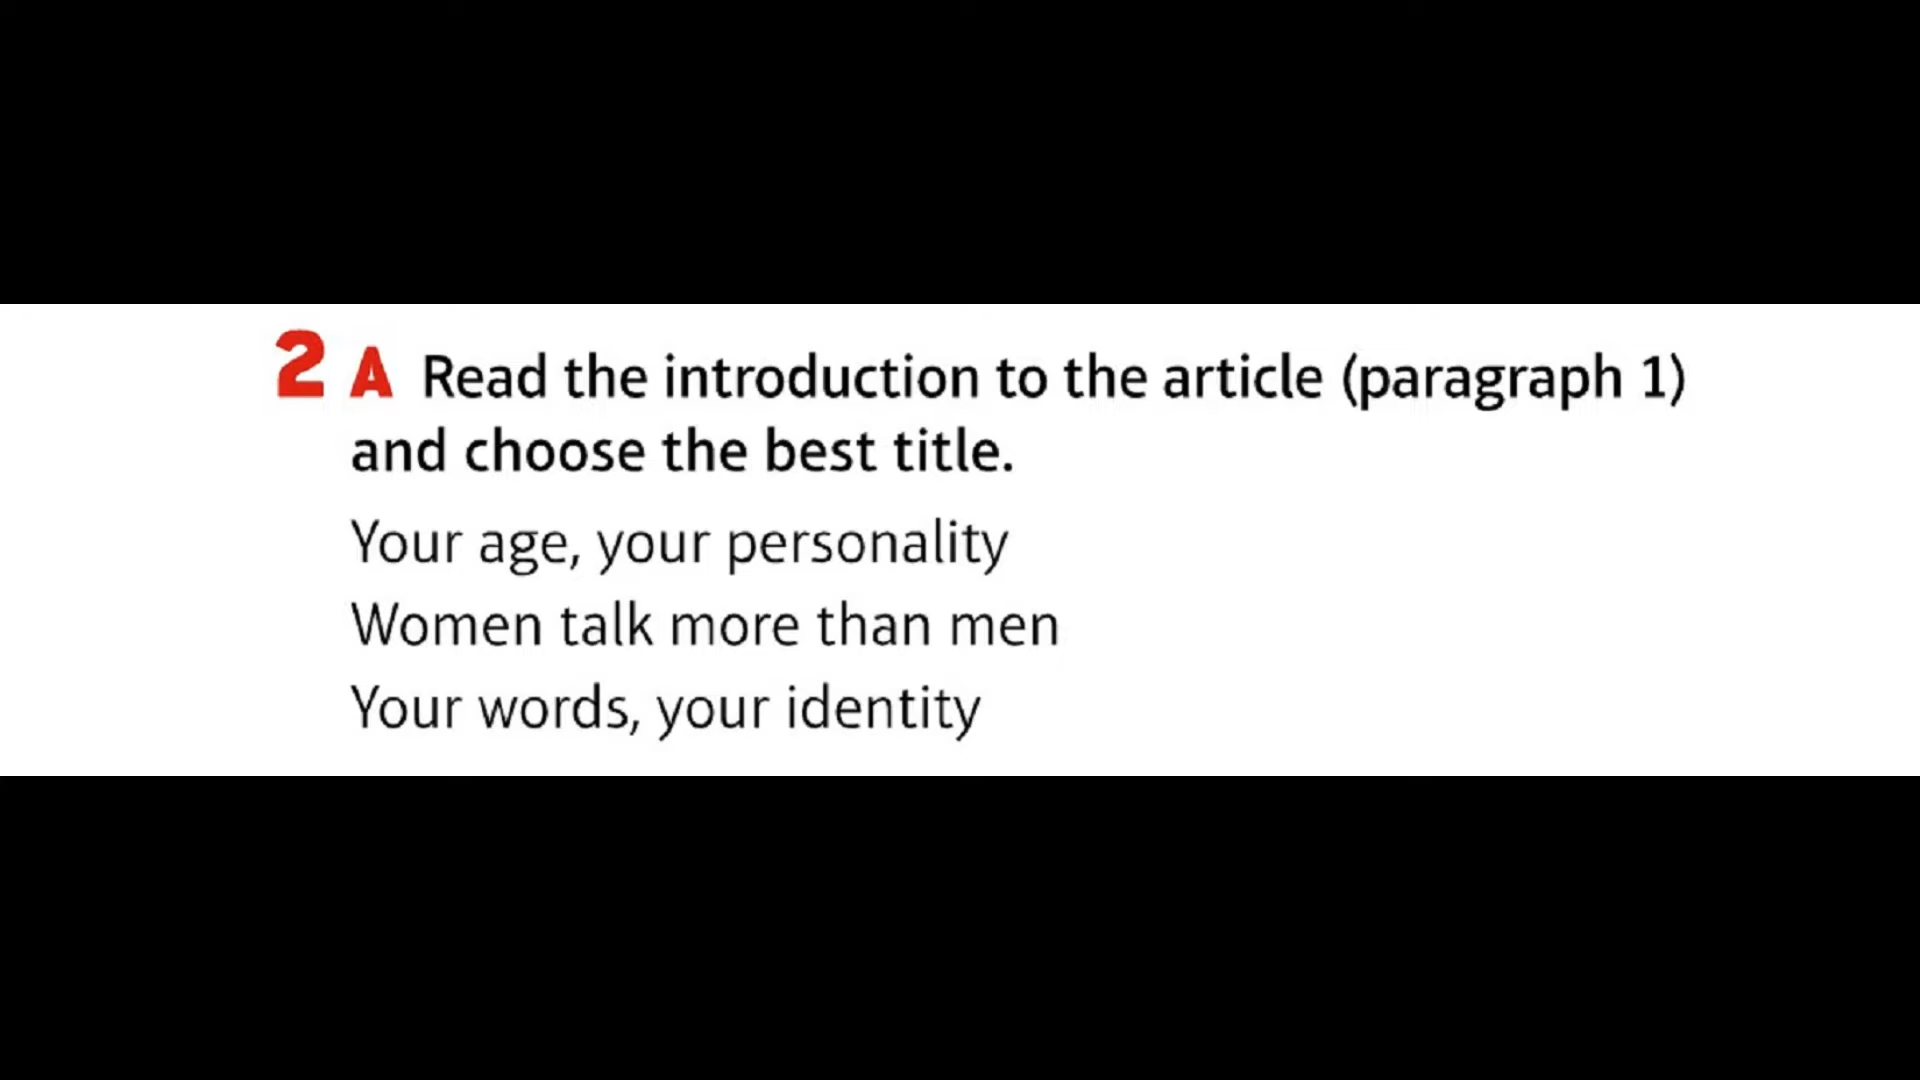 2 A Read the introduction to the article (paragraph 1)
and choose the best title.
Your age, your personality
Women talk more than men
Your words, your identity